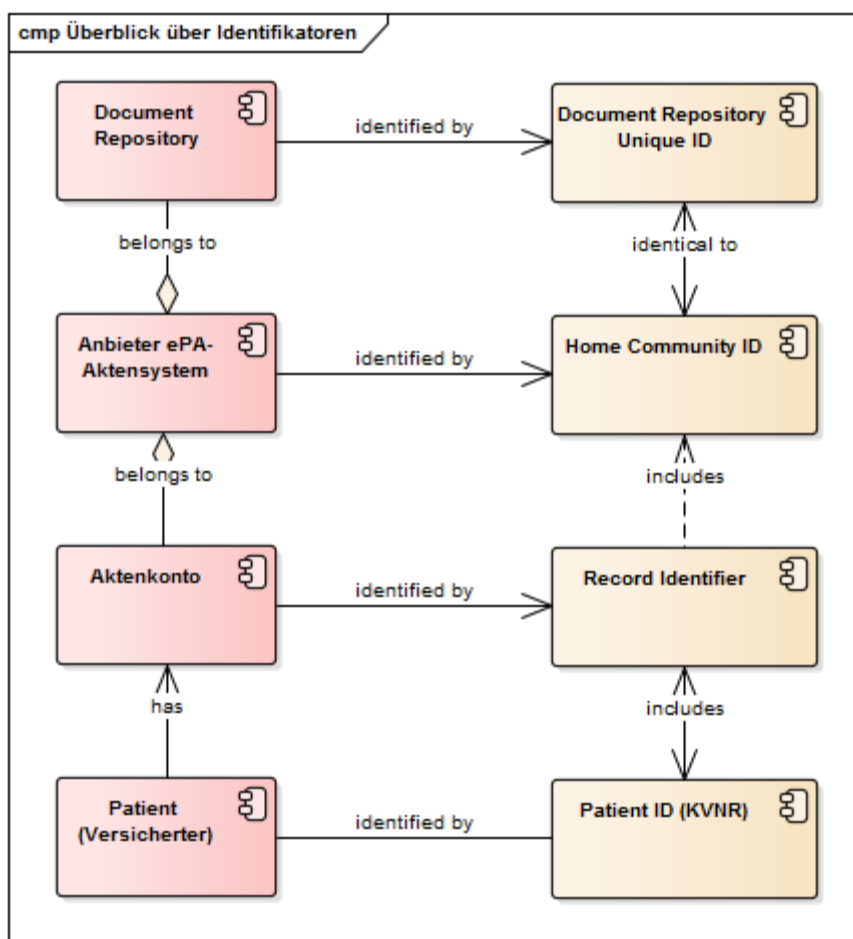 cmp Überblick über Identifikatoren
Document
Repository
identified by
Document Repository
Unique ID
belongs to
identical to
Anbieter ePA-
Aktensystem
identified by
Home Community ID
belongs to
includes
Aktenkonto
identified by
Record Identifier
has
includes
Patient
(Versicherter)
identified by
Patient ID (KVNR)